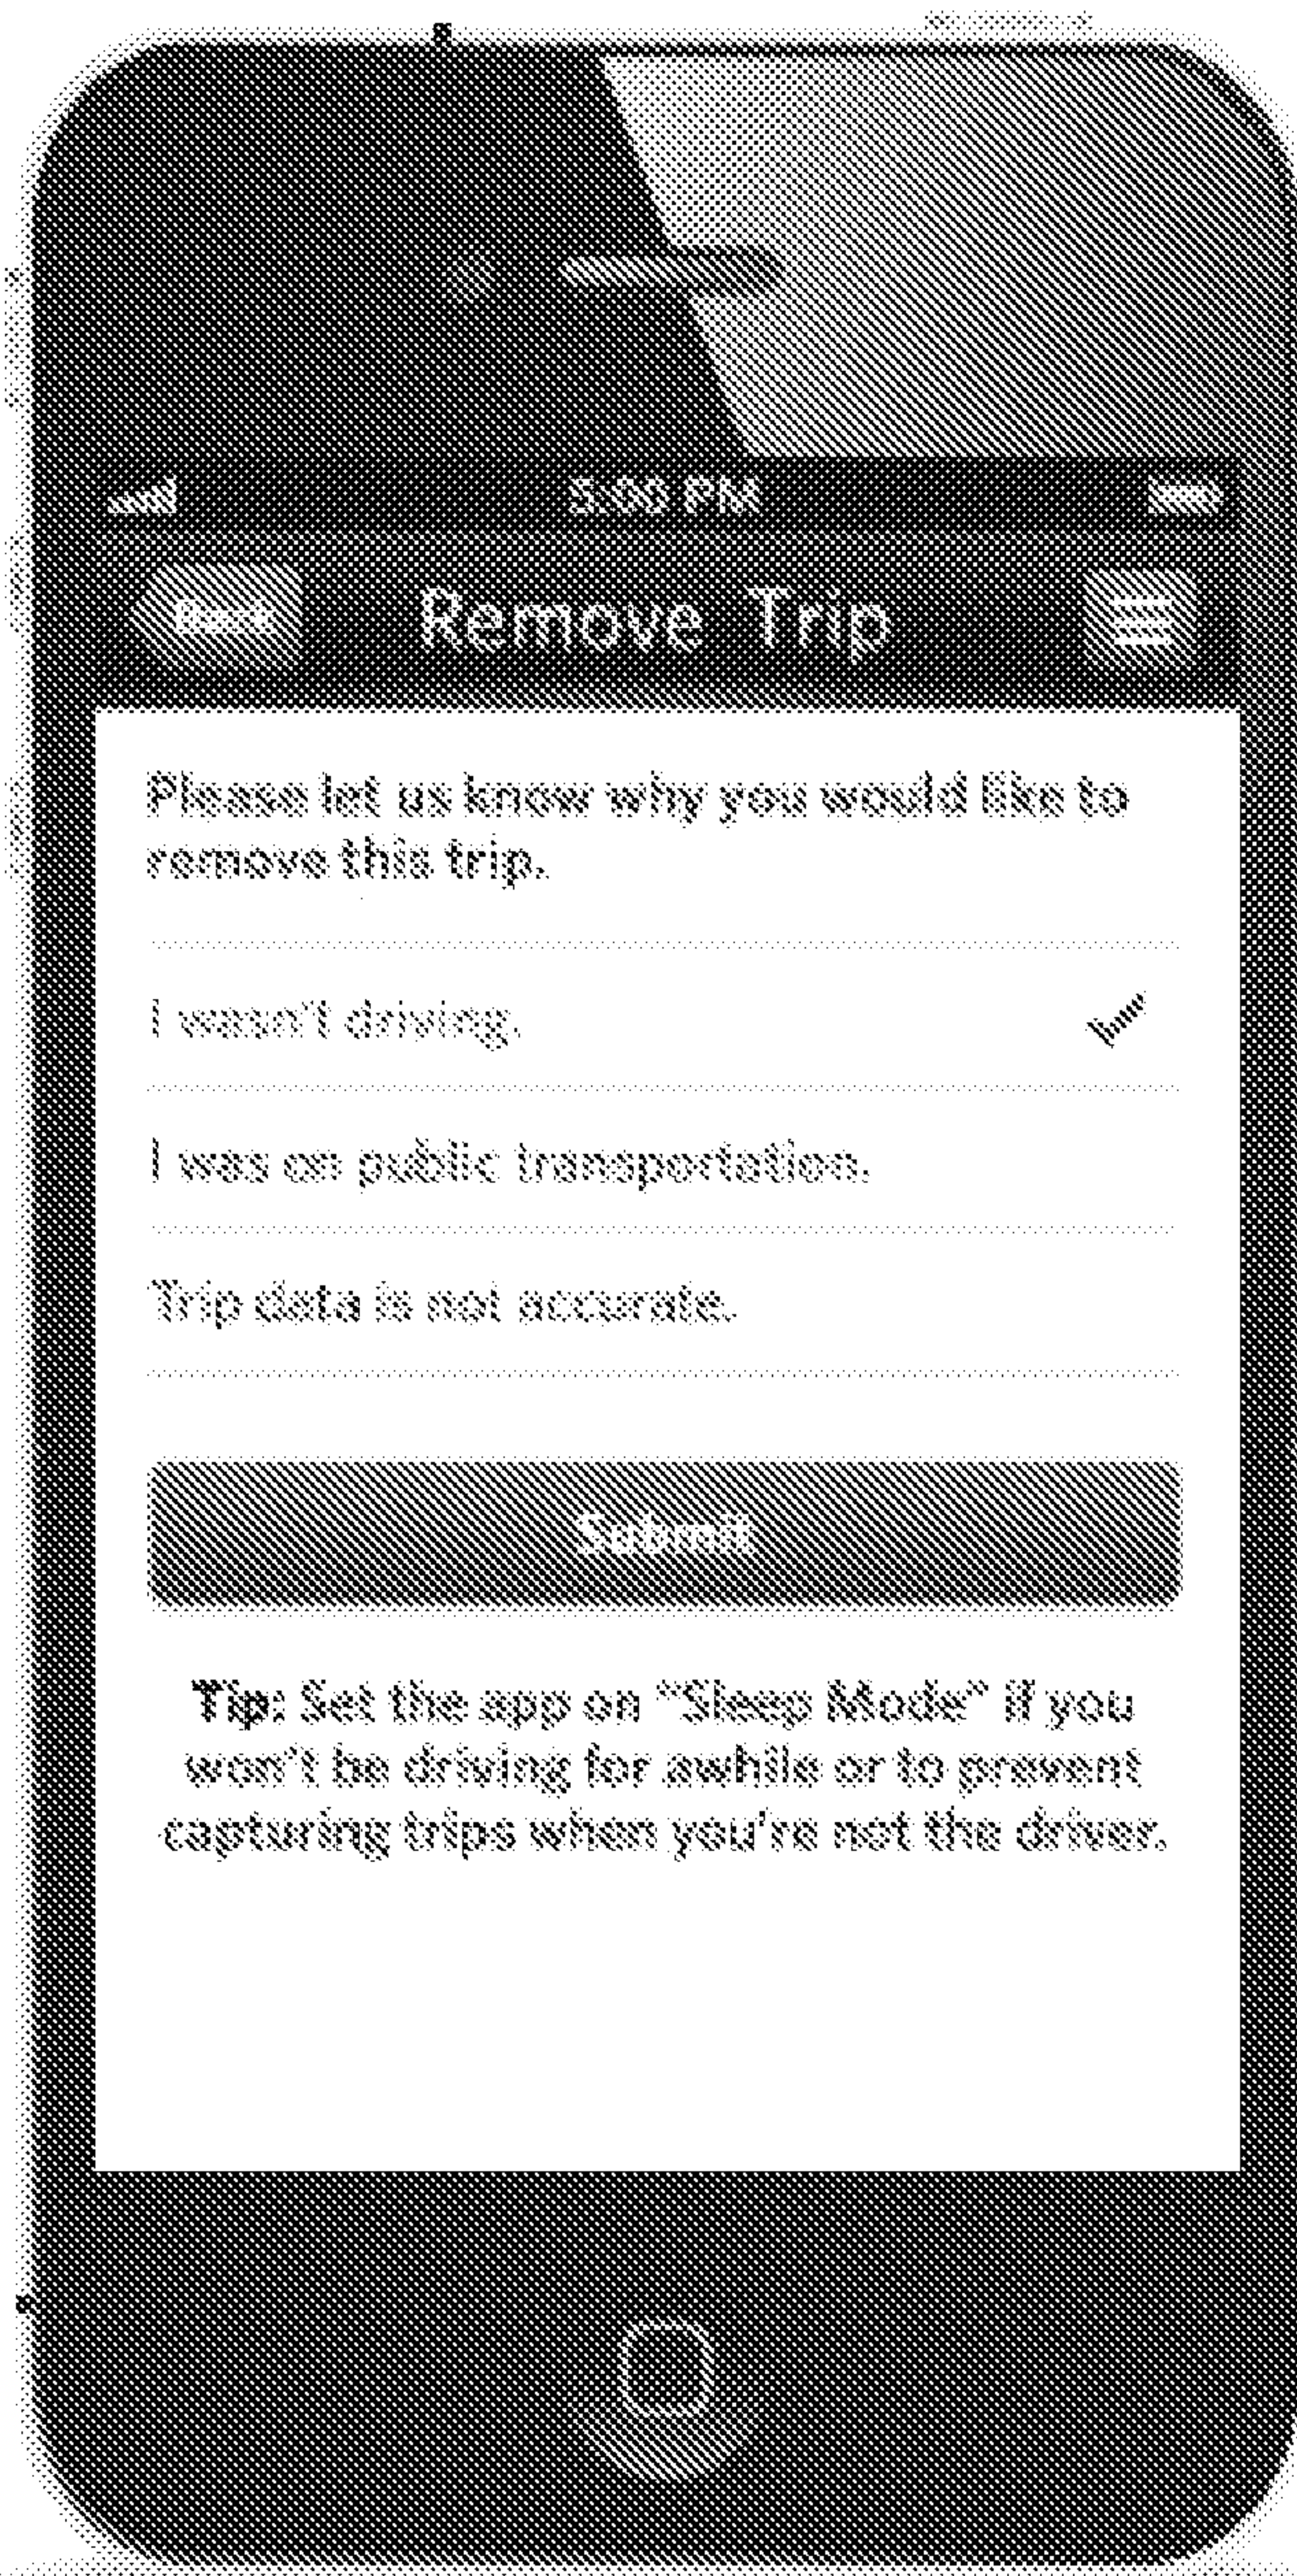 5:00 PM
Back
Remove Trip
Please let us know why you would like to
remove this trip.
I wasn't driving.
I was on public transportation.
Trip data is not accurate.
Submit
Tip: Set the app on "Sleep Mode" if you
won't be driving for awhile or to prevent
capturing trips when you're not the driver.